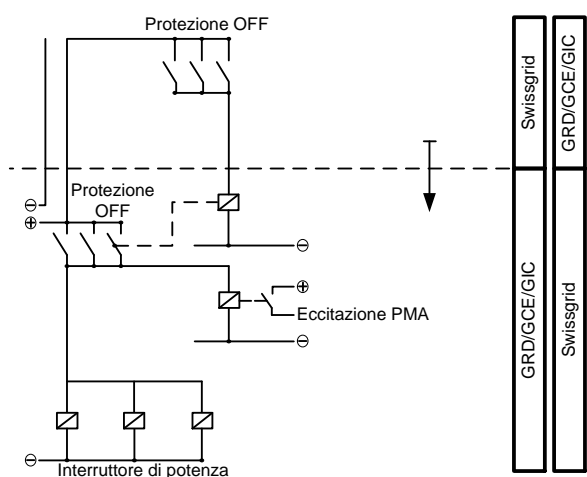 Protezione OFF
Swissgrid
GRD/GCE/GIC
Protezione
OFF
Eccitazione PMA
GRD/GCE/GIC
Swissgrid
Interruttore di potenza